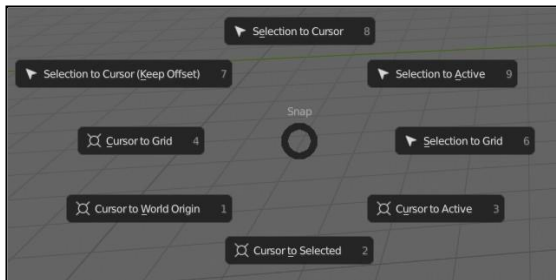 Selection to Cursor 8
Selection to Cursor (Keep Offset) 7
Selection to Active 9
Snap
Cursor to Grid 4
Selection to Grid 6
Cursor to World Origin 1
Cursor to Active 3
Cursor to Selected 2